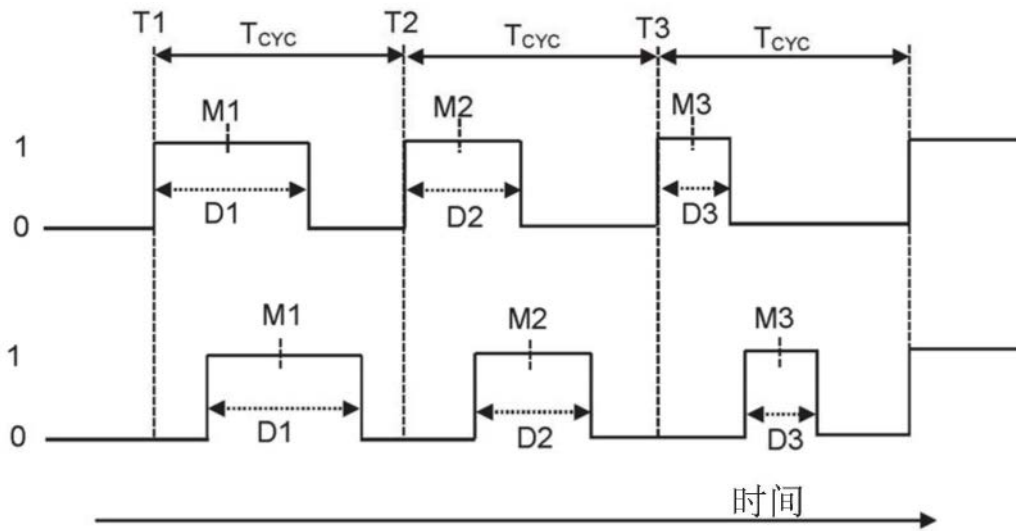 T1 T2 T3
TCYC TCYC TCYC
M1 M2 M3
1
D1 D2 D3
0
M1 M2 M3
1
D1 D2 D3
0
时间